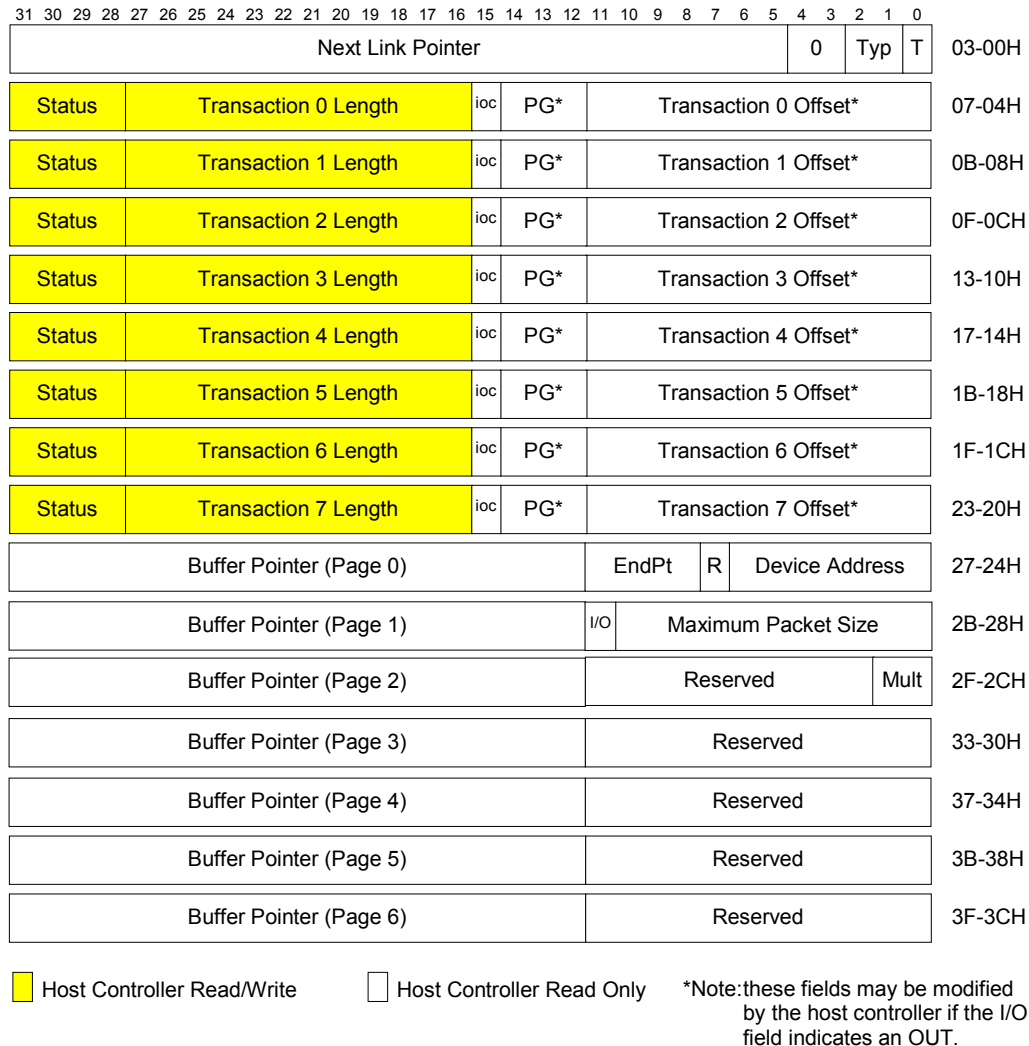 31 30 29 28 27 26 25 24 23 22 21 20 19 18 17 16 15 14 13 12 11 10 9 8 7 6 5 4 3 2 1 0
Next Link Pointer 0 Typ T 03-00H
Status Transaction 0 Length ioc PG* Transaction 0 Offset* 07-04H
Status Transaction 1 Length ioc PG* Transaction 1 Offset* 0B-08H
Status Transaction 2 Length ioc PG* Transaction 2 Offset* 0F-0CH
Status Transaction 3 Length ioc PG* Transaction 3 Offset* 13-10H
Status Transaction 4 Length ioc PG* Transaction 4 Offset* 17-14H
Status Transaction 5 Length ioc PG* Transaction 5 Offset* 1B-18H
Status Transaction 6 Length ioc PG* Transaction 6 Offset* 1F-1CH
Status Transaction 7 Length ioc PG* Transaction 7 Offset* 23-20H
Buffer Pointer (Page 0) EndPt R Device Address 27-24H
Buffer Pointer (Page 1) I/O Maximum Packet Size 2B-28H
Buffer Pointer (Page 2) Reserved Mult 2F-2CH
Buffer Pointer (Page 3) Reserved 33-30H
Buffer Pointer (Page 4) Reserved 37-34H
Buffer Pointer (Page 5) Reserved 3B-38H
Buffer Pointer (Page 6) Reserved 3F-3CH
Host Controller Read/Write Host Controller Read Only *Note:these fields may be modified
by the host controller if the I/O
field indicates an OUT.